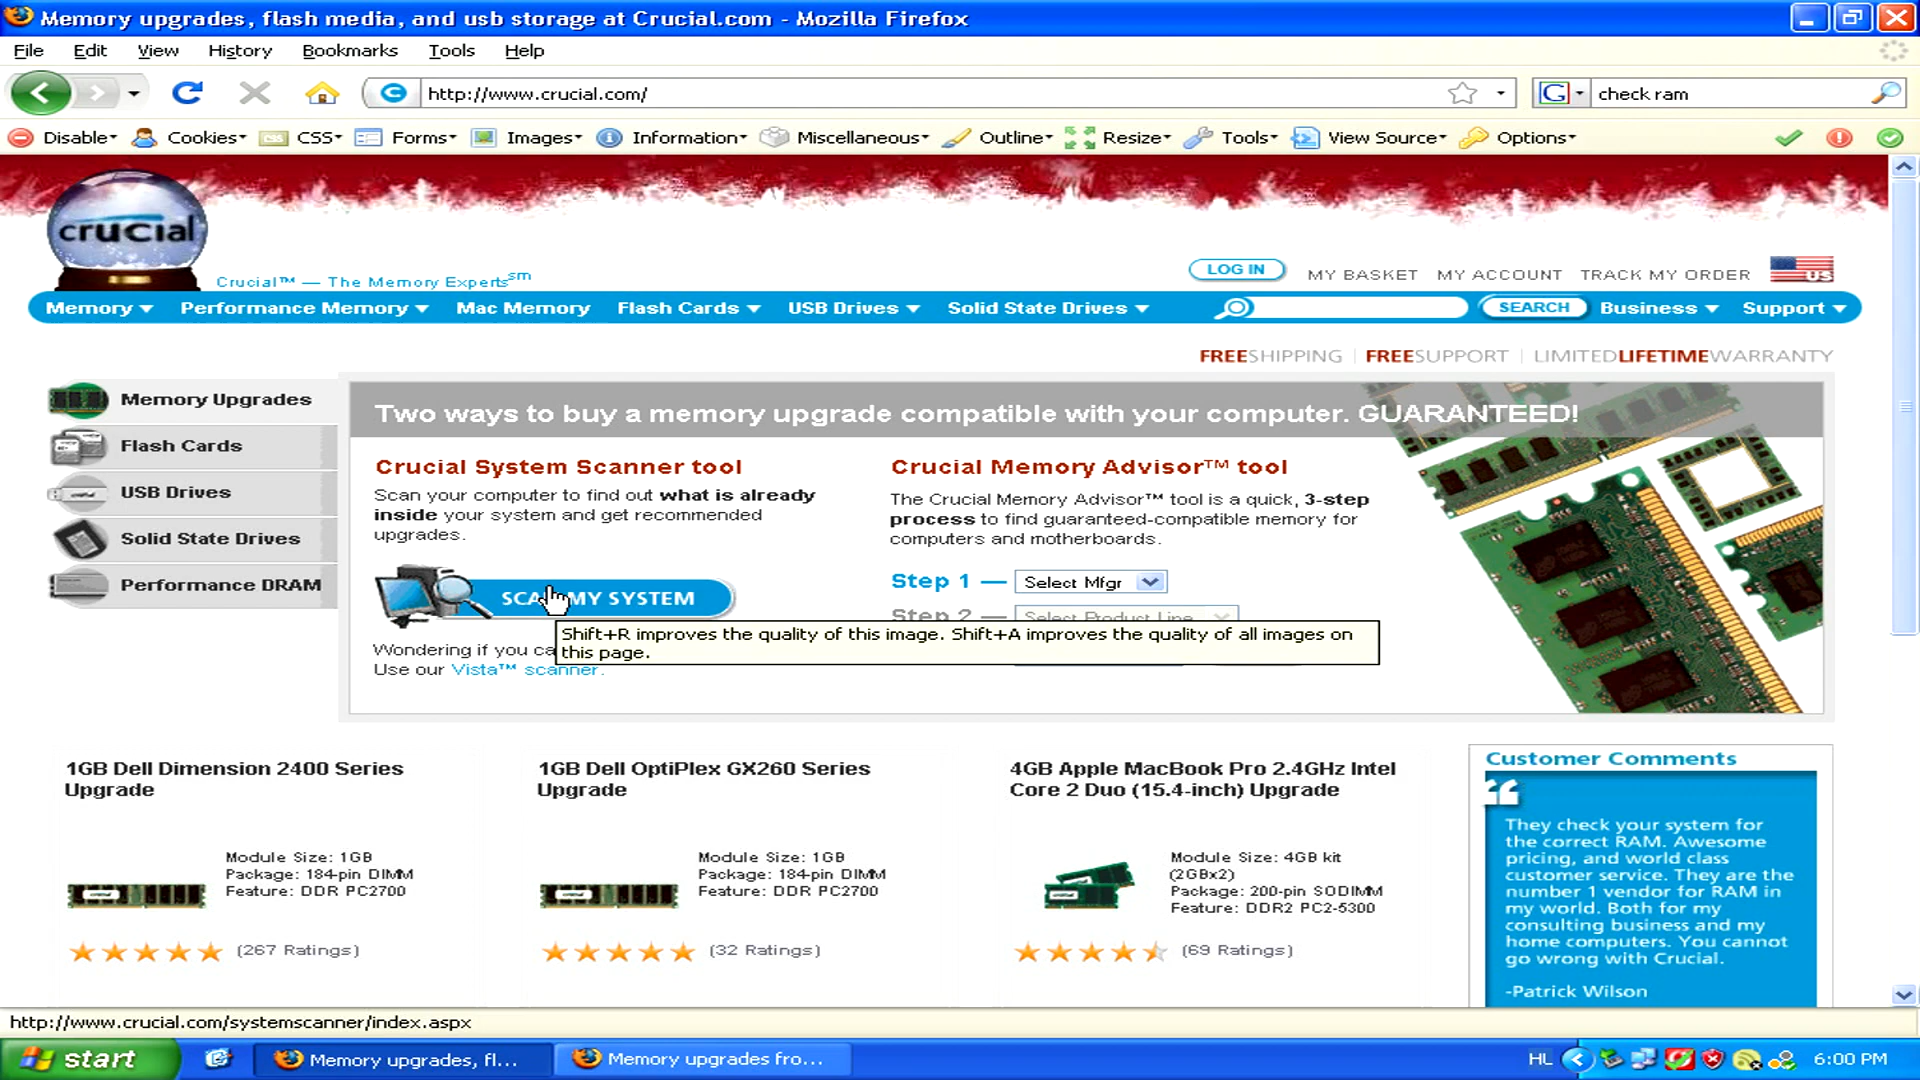 Memory upgrades, flash media, and usb storage at Crucial.com - Mozilla Firefox
File Edit View History Bookmarks Tools Help
http://www.crucial.com/
G check ram
Disable Cookies CSS Forms Images Information Miscellaneous Outline Resize Tools View Source Options
crucial
Crucial™ — The Memory Experts℠
LOG IN MY BASKET MY ACCOUNT TRACK MY ORDER US
Memory Performance Memory Mac Memory Flash Cards USB Drives Solid State Drives SEARCH Business Support
FREESHIPPING | FREESUPPORT | LIMITEDLIFETIMEWARRANTY
Memory Upgrades
Flash Cards
USB Drives
Solid State Drives
Performance DRAM
Two ways to buy a memory upgrade compatible with your computer. GUARANTEED!
Crucial System Scanner tool
Scan your computer to find out what is already
inside your system and get recommended
upgrades.
SCAN MY SYSTEM
Wondering if you
Use our Vista™ scanner.
Crucial Memory Advisor™ tool
The Crucial Memory Advisor™ tool is a quick, 3-step
process to find guaranteed-compatible memory for
computers and motherboards.
Step 1 — Select Mfgr
Step 2 — Select Product Line
Shift+R improves the quality of this image. Shift+A improves the quality of all images on
this page.
1GB Dell Dimension 2400 Series
Upgrade
Module Size: 1GB
Package: 184-pin DIMM
Feature: DDR PC2700
(267 Ratings)
1GB Dell OptiPlex GX260 Series
Upgrade
Module Size: 1GB
Package: 184-pin DIMM
Feature: DDR PC2700
(32 Ratings)
4GB Apple MacBook Pro 2.4GHz Intel
Core 2 Duo (15.4-inch) Upgrade
Module Size: 4GB kit
(2GBx2)
Package: 200-pin SODIMM
Feature: DDR2 PC2-5300
(69 Ratings)
Customer Comments
“
They check your system for
the correct RAM. Awesome
pricing, and world class
customer service. They are the
number 1 vendor for RAM in
my world. Both for my
consulting business and my
home computers. You cannot
go wrong with Crucial.
-Patrick Wilson
http://www.crucial.com/systemscanner/index.aspx
start Memory upgrades, fl... Memory upgrades fro... HL 6:00 PM